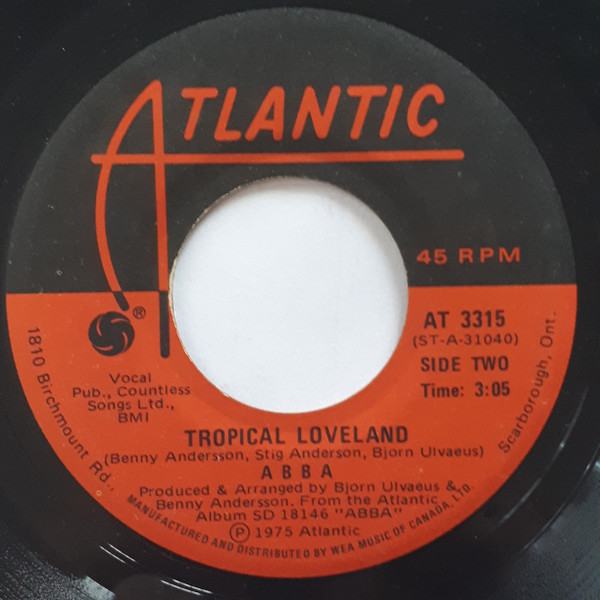 ATLANTIC
45 RPM
®
AT 3315
(ST-A-31040)
SIDE TWO
Time: 3:05
Vocal
Pub., Countless
Songs Ltd.,
BMI
TROPICAL LOVELAND
(Benny Andersson, Stig Anderson, Bjorn Ulvaeus)
ABBA
Produced & Arranged by Bjorn Ulvaeus &
Benny Andersson. From the Atlantic
Album SD 18146 "ABBA"
Ⓟ 1975 Atlantic
1810 Birchmount Rd., MANUFACTURED AND DISTRIBUTED BY WEA MUSIC OF CANADA, LTD. Scarborough, Ont.